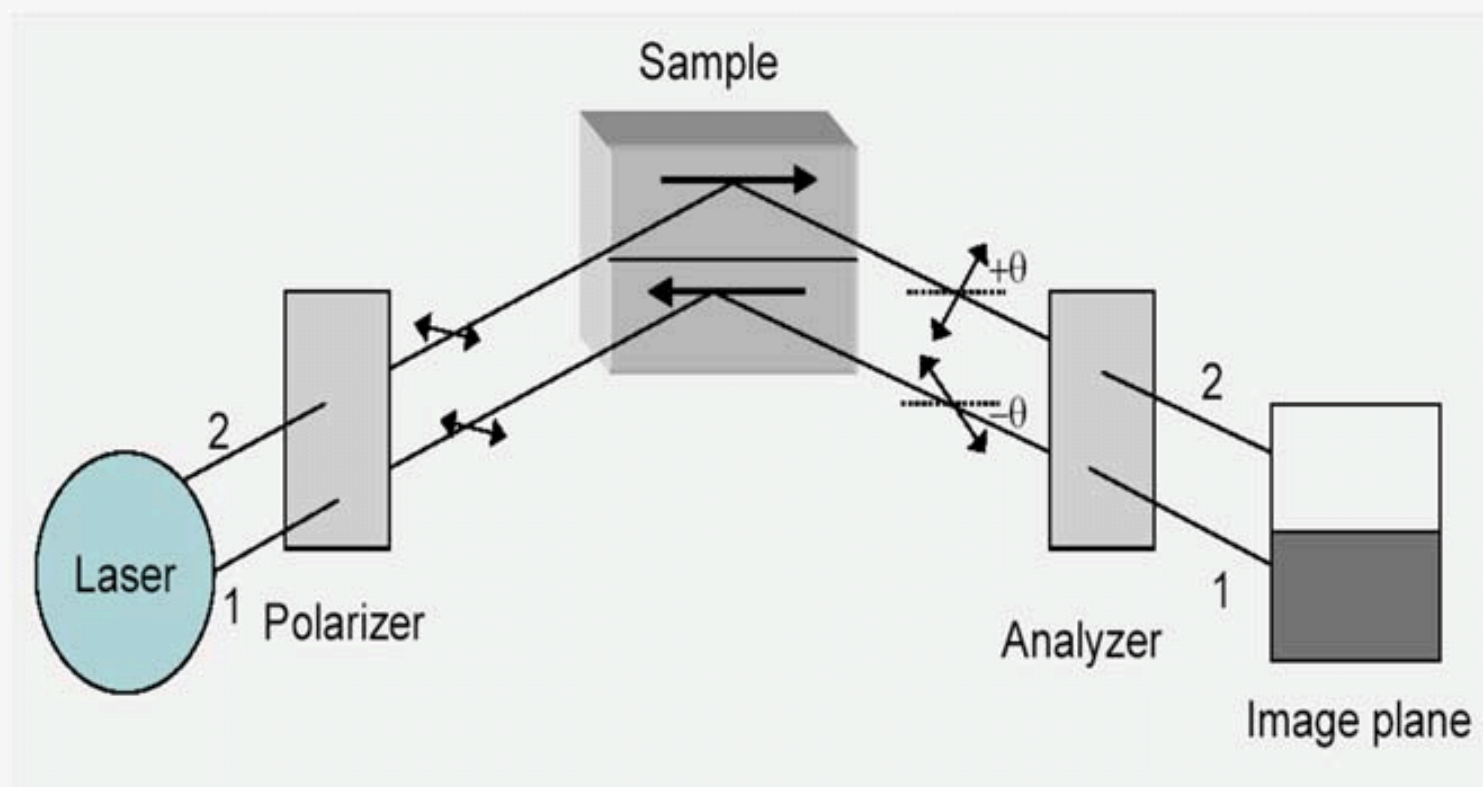 Sample
+θ
−θ
2
2
Laser
1
1
Polarizer
Analyzer
Image plane